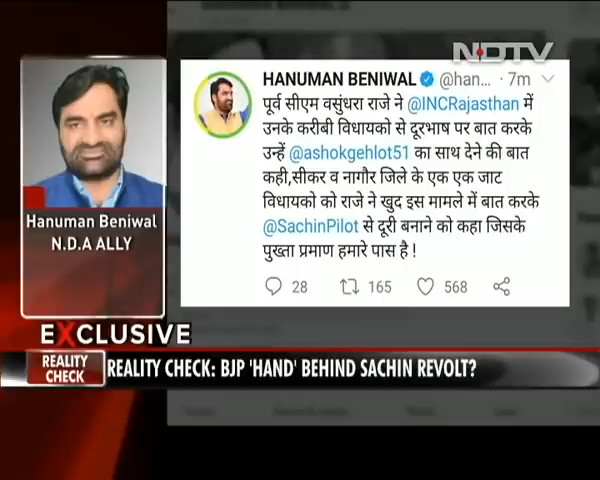 NDTV
HANUMAN BENIWAL @han... · 7m
पूर्व सीएम वसुंधरा राजे ने @INCRajasthan में
उनके करीबी विधायको से दूरभाष पर बात करके
उन्हें @ashokgehlot51 का साथ देने की बात
कही,सीकर व नागौर जिले के एक एक जाट
विधायको को राजे ने खुद इस मामले में बात करके
@SachinPilot से दूरी बनाने को कहा जिसके
पुख्ता प्रमाण हमारे पास है !
28 165 568
Hanuman Beniwal
N.D.A ALLY
EXCLUSIVE
REALITY CHECK
REALITY CHECK: BJP 'HAND' BEHIND SACHIN REVOLT?